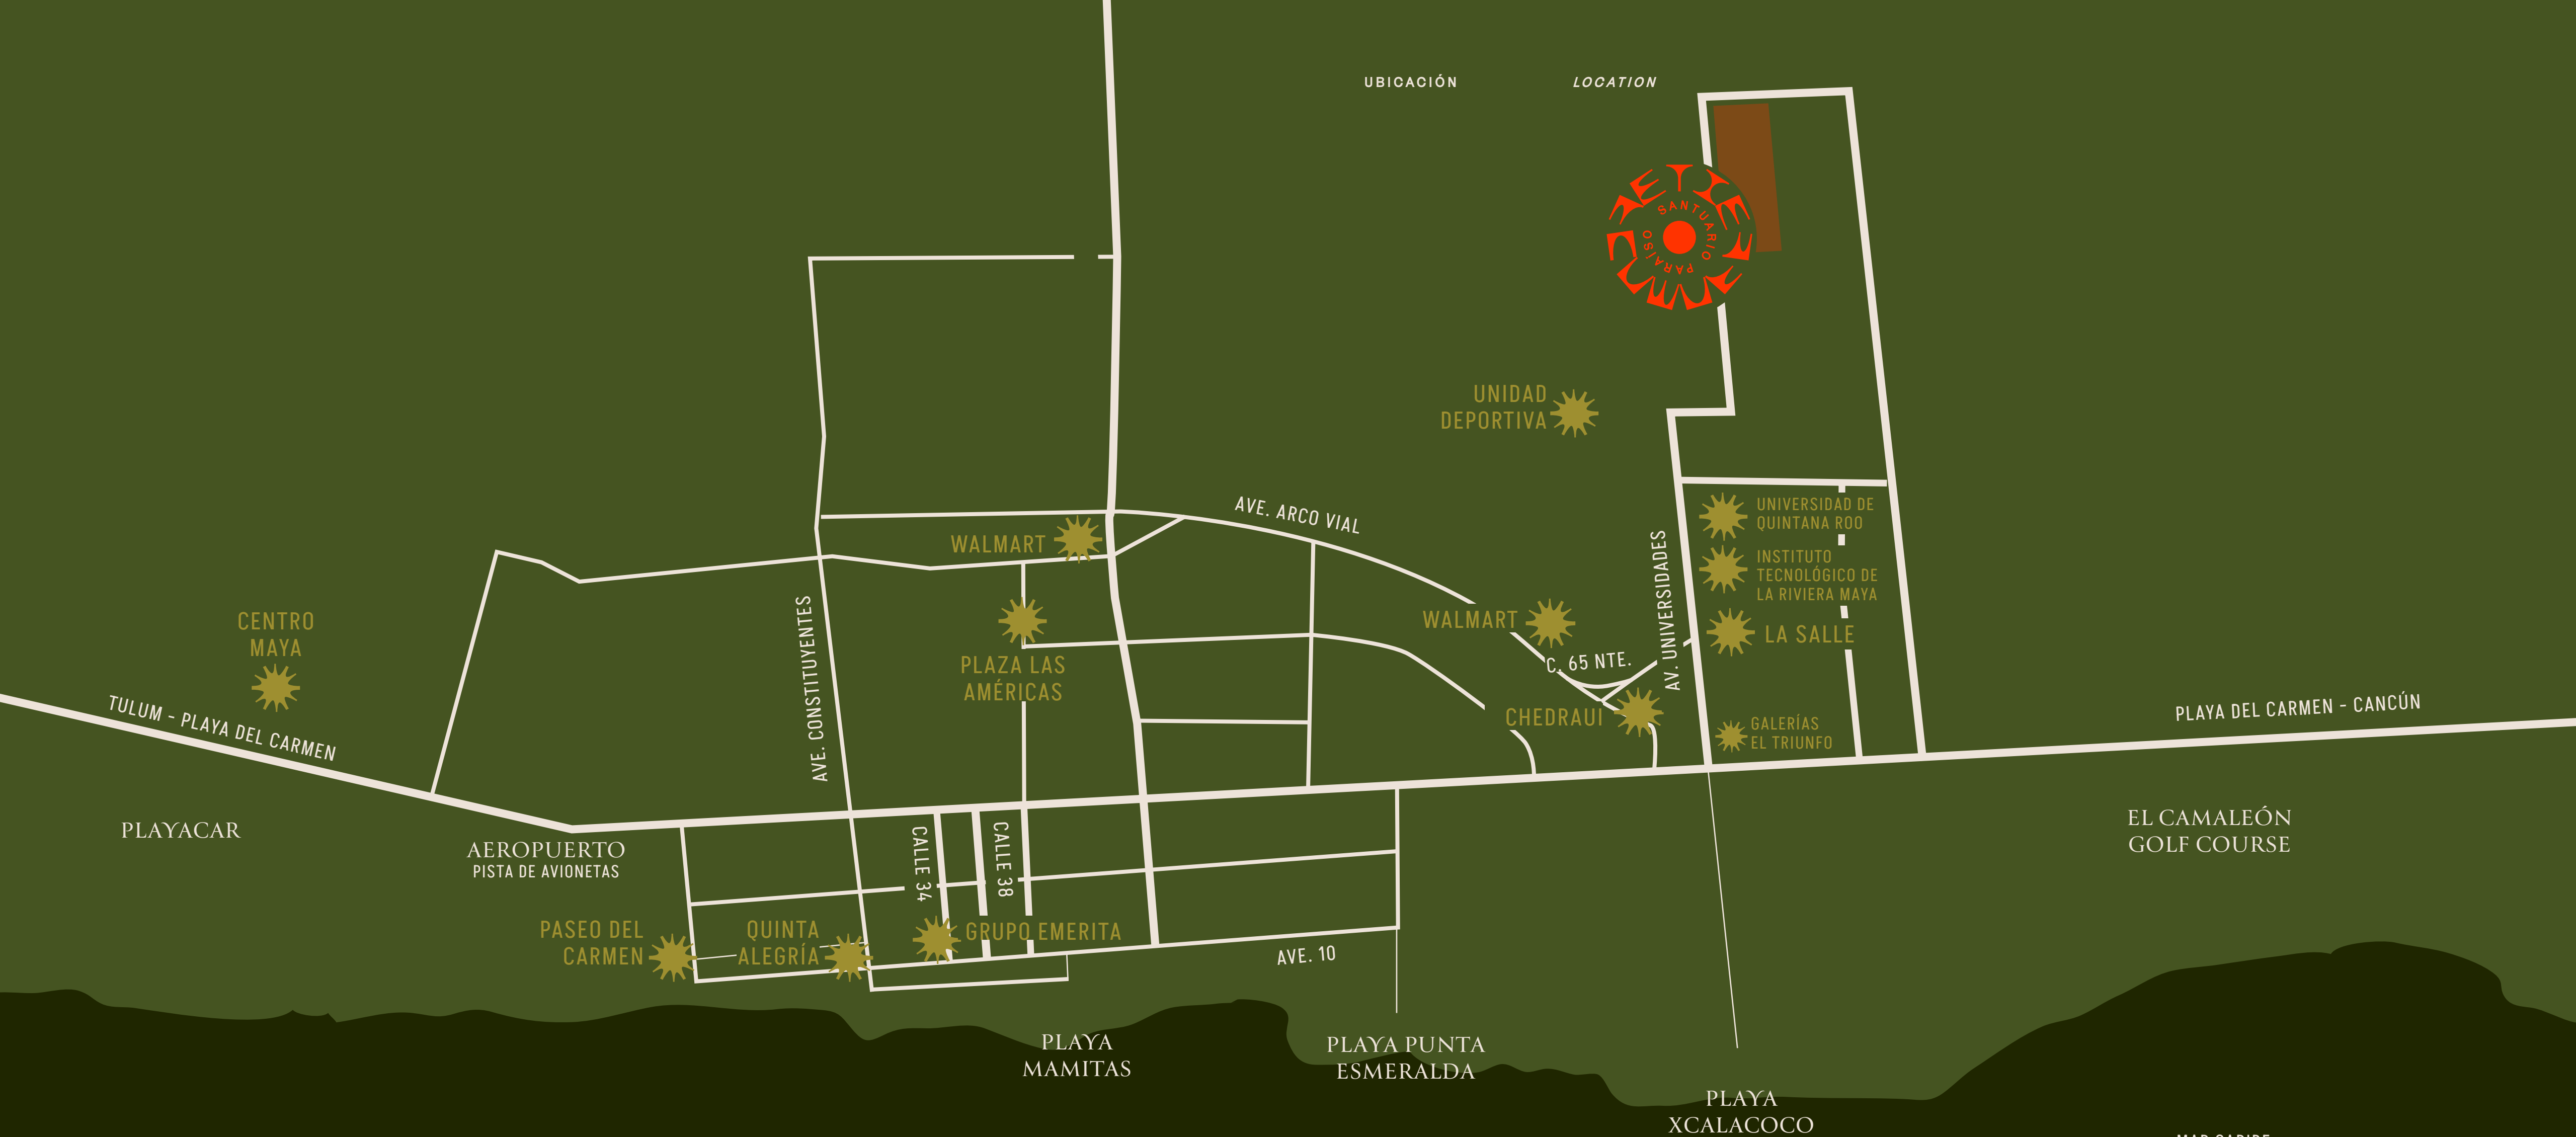 UBICACIÓN
LOCATION
SANTUARIO
PARAÍSO
UNIDAD
DEPORTIVA
AVE. ARCO VIAL
UNIVERSIDAD DE
QUINTANA ROO
INSTITUTO
TECNOLÓGICO DE
LA RIVIERA MAYA
LA SALLE
AV. UNIVERSIDADES
WALMART
WALMART
C. 65 NTE.
CENTRO
MAYA
PLAZA LAS
AMÉRICAS
AVE. CONSTITUYENTES
CHEDRAUI
GALERÍAS
EL TRIUNFO
TULUM - PLAYA DEL CARMEN
PLAYA DEL CARMEN - CANCÚN
PLAYACAR
AEROPUERTO
PISTA DE AVIONETAS
CALLE 34
CALLE 38
EL CAMALEÓN
GOLF COURSE
PASEO DEL
CARMEN
QUINTA
ALEGRÍA
GRUPO EMERITA
AVE. 10
PLAYA
MAMITAS
PLAYA PUNTA
ESMERALDA
PLAYA
XCALACOCO